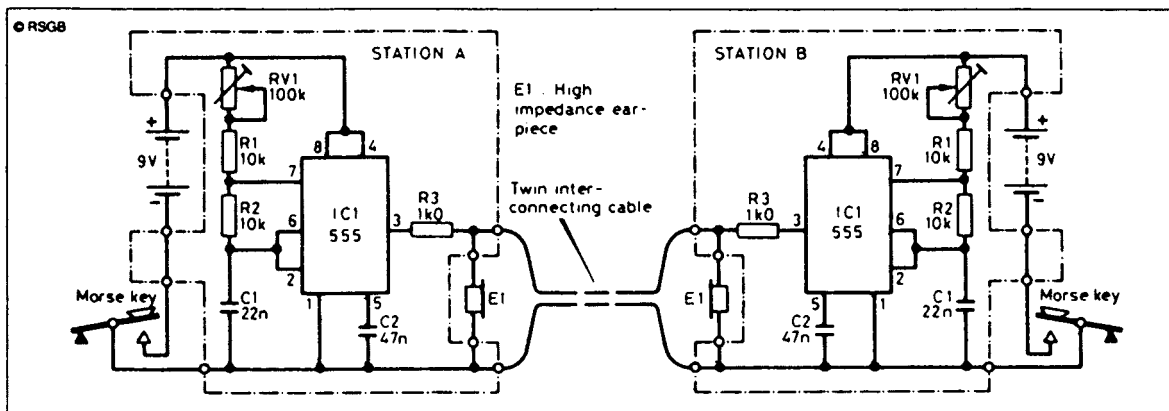 © RSGB
STATION A
RV1
100k
+
9V
−
R1
10k
R2
10k
8
4
7
6
2
3
1
5
IC1
555
R3
1k0
C1
22n
C2
47n
E1
Morse key
E1 . High
impedance ear-
piece
Twin inter-
connecting cable
STATION B
RV1
100k
+
9V
−
R1
10k
R2
10k
4
8
7
6
2
3
5
1
IC1
555
R3
1k0
C1
22n
C2
47n
E1
Morse key